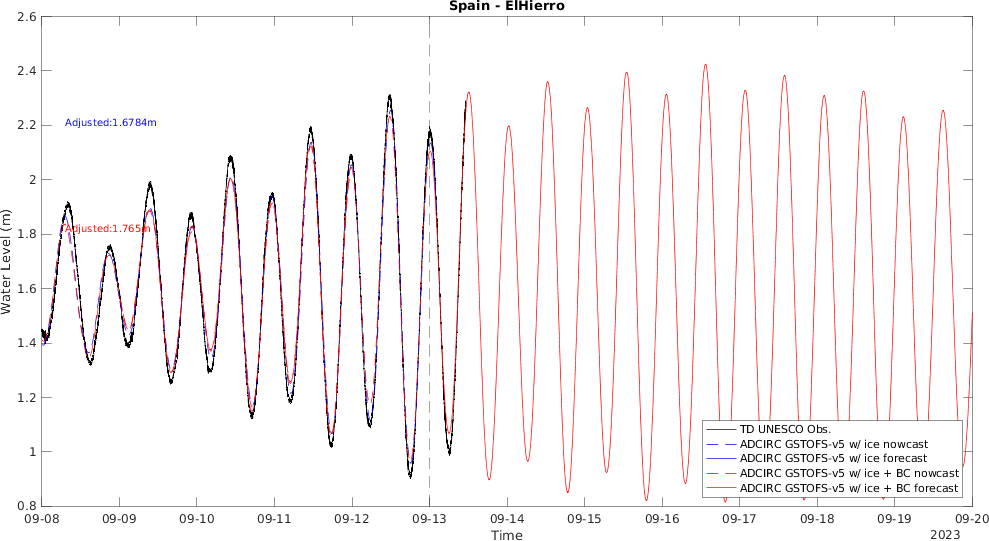 Spain - ElHierro
2.6
2.4
2.2
2
1.8
1.6
1.4
1.2
1
0.8
Water Level (m)
Adjusted:1.6784m
Adjusted:1.765m
TD UNESCO Obs.
ADCIRC GSTOFS-v5 w/ ice nowcast
ADCIRC GSTOFS-v5 w/ ice forecast
ADCIRC GSTOFS-v5 w/ ice + BC nowcast
ADCIRC GSTOFS-v5 w/ ice + BC forecast
09-08 09-09 09-10 09-11 09-12 09-13 09-14 09-15 09-16 09-17 09-18 09-19 09-20
Time
2023